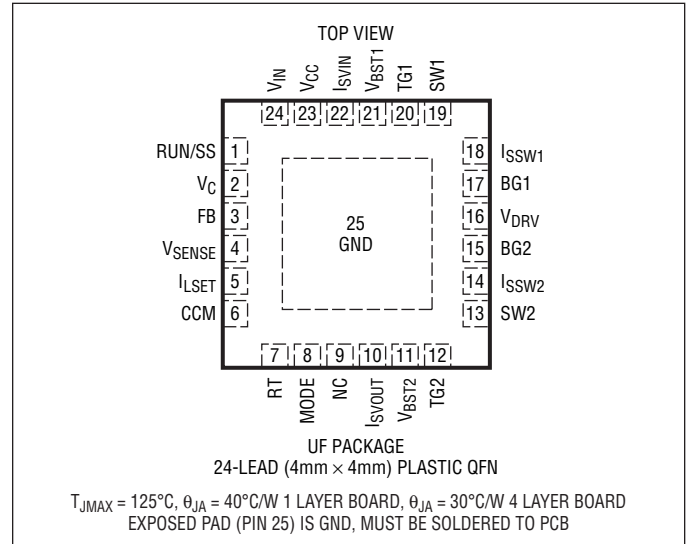 TOP VIEW
VIN VCC ISVIN VBST1 TG1 SW1
24 23 22 21 20 19
RUN/SS 1
VC 2
FB 3
VSENSE 4
ILSET 5
CCM 6
25
GND
18 ISSW1
17 BG1
16 VDRV
15 BG2
14 ISSW2
13 SW2
7 8 9 10 11 12
RT MODE NC ISVOUT VBST2 TG2
UF PACKAGE
24-LEAD (4mm × 4mm) PLASTIC QFN
TJMAX = 125°C, θJA = 40°C/W 1 LAYER BOARD, θJA = 30°C/W 4 LAYER BOARD
EXPOSED PAD (PIN 25) IS GND, MUST BE SOLDERED TO PCB